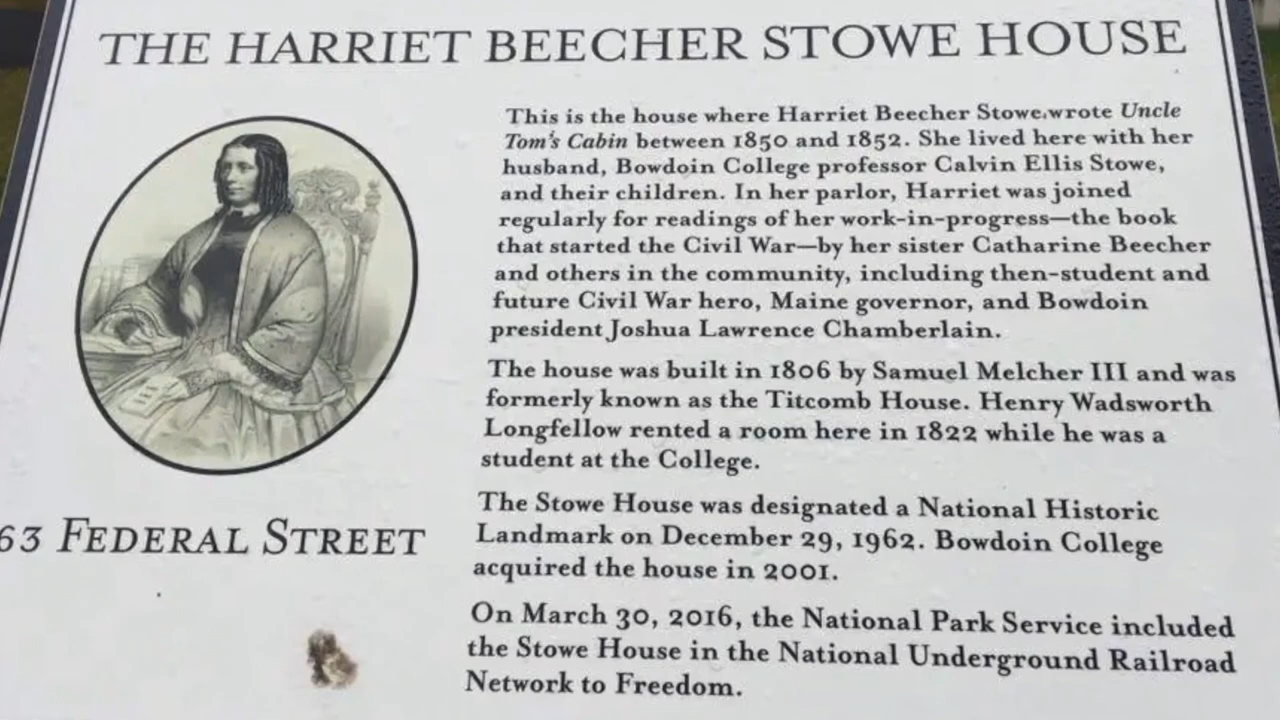 THE HARRIET BEECHER STOWE HOUSE
This is the house where Harriet Beecher Stowe wrote Uncle
Tom's Cabin between 1850 and 1852. She lived here with her
husband, Bowdoin College professor Calvin Ellis Stowe,
and their children. In her parlor, Harriet was joined
regularly for readings of her work-in-progress—the book
that started the Civil War—by her sister Catharine Beecher
and others in the community, including then-student and
future Civil War hero, Maine governor, and Bowdoin
president Joshua Lawrence Chamberlain.
The house was built in 1806 by Samuel Melcher III and was
formerly known as the Titcomb House. Henry Wadsworth
Longfellow rented a room here in 1822 while he was a
student at the College.
The Stowe House was designated a National Historic
Landmark on December 29, 1962. Bowdoin College
acquired the house in 2001.
On March 30, 2016, the National Park Service included
the Stowe House in the National Underground Railroad
Network to Freedom.
63 FEDERAL STREET